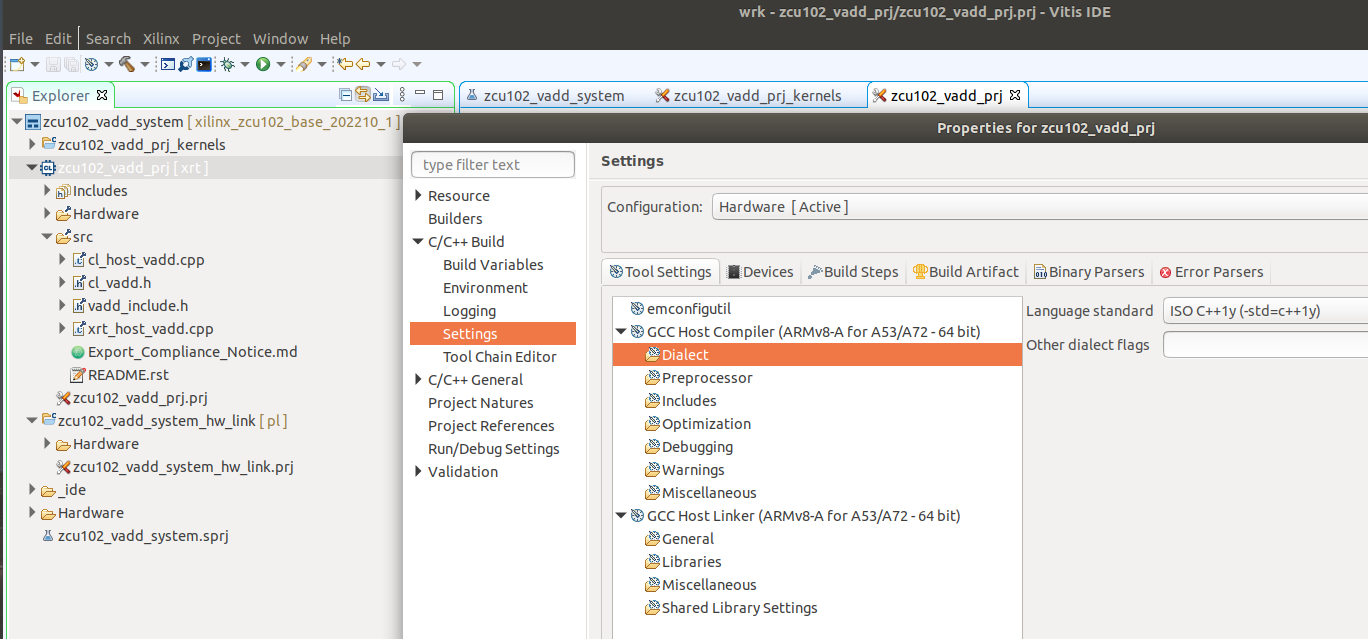 wrk - zcu102_vadd_prj/zcu102_vadd_prj.prj - Vitis IDE
File Edit Search Xilinx Project Window Help
Explorer
zcu102_vadd_system
zcu102_vadd_prj_kernels
zcu102_vadd_prj
zcu102_vadd_system [ xilinx_zcu102_base_202210_1 ]
zcu102_vadd_prj_kernels
zcu102_vadd_prj [ xrt ]
Includes
Hardware
src
cl_host_vadd.cpp
cl_vadd.h
vadd_include.h
xrt_host_vadd.cpp
Export_Compliance_Notice.md
README.rst
zcu102_vadd_prj.prj
zcu102_vadd_system_hw_link [ pl ]
Hardware
zcu102_vadd_system_hw_link.prj
_ide
Hardware
zcu102_vadd_system.sprj
Properties for zcu102_vadd_prj
type filter text
Resource
Builders
C/C++ Build
Build Variables
Environment
Logging
Settings
Tool Chain Editor
C/C++ General
Project Natures
Project References
Run/Debug Settings
Validation
Settings
Configuration: Hardware [ Active ]
Tool Settings
Devices
Build Steps
Build Artifact
Binary Parsers
Error Parsers
emconfigutil
GCC Host Compiler (ARMv8-A for A53/A72 - 64 bit)
Dialect
Preprocessor
Includes
Optimization
Debugging
Warnings
Miscellaneous
GCC Host Linker (ARMv8-A for A53/A72 - 64 bit)
General
Libraries
Miscellaneous
Shared Library Settings
Language standard ISO C++1y (-std=c++1y)
Other dialect flags